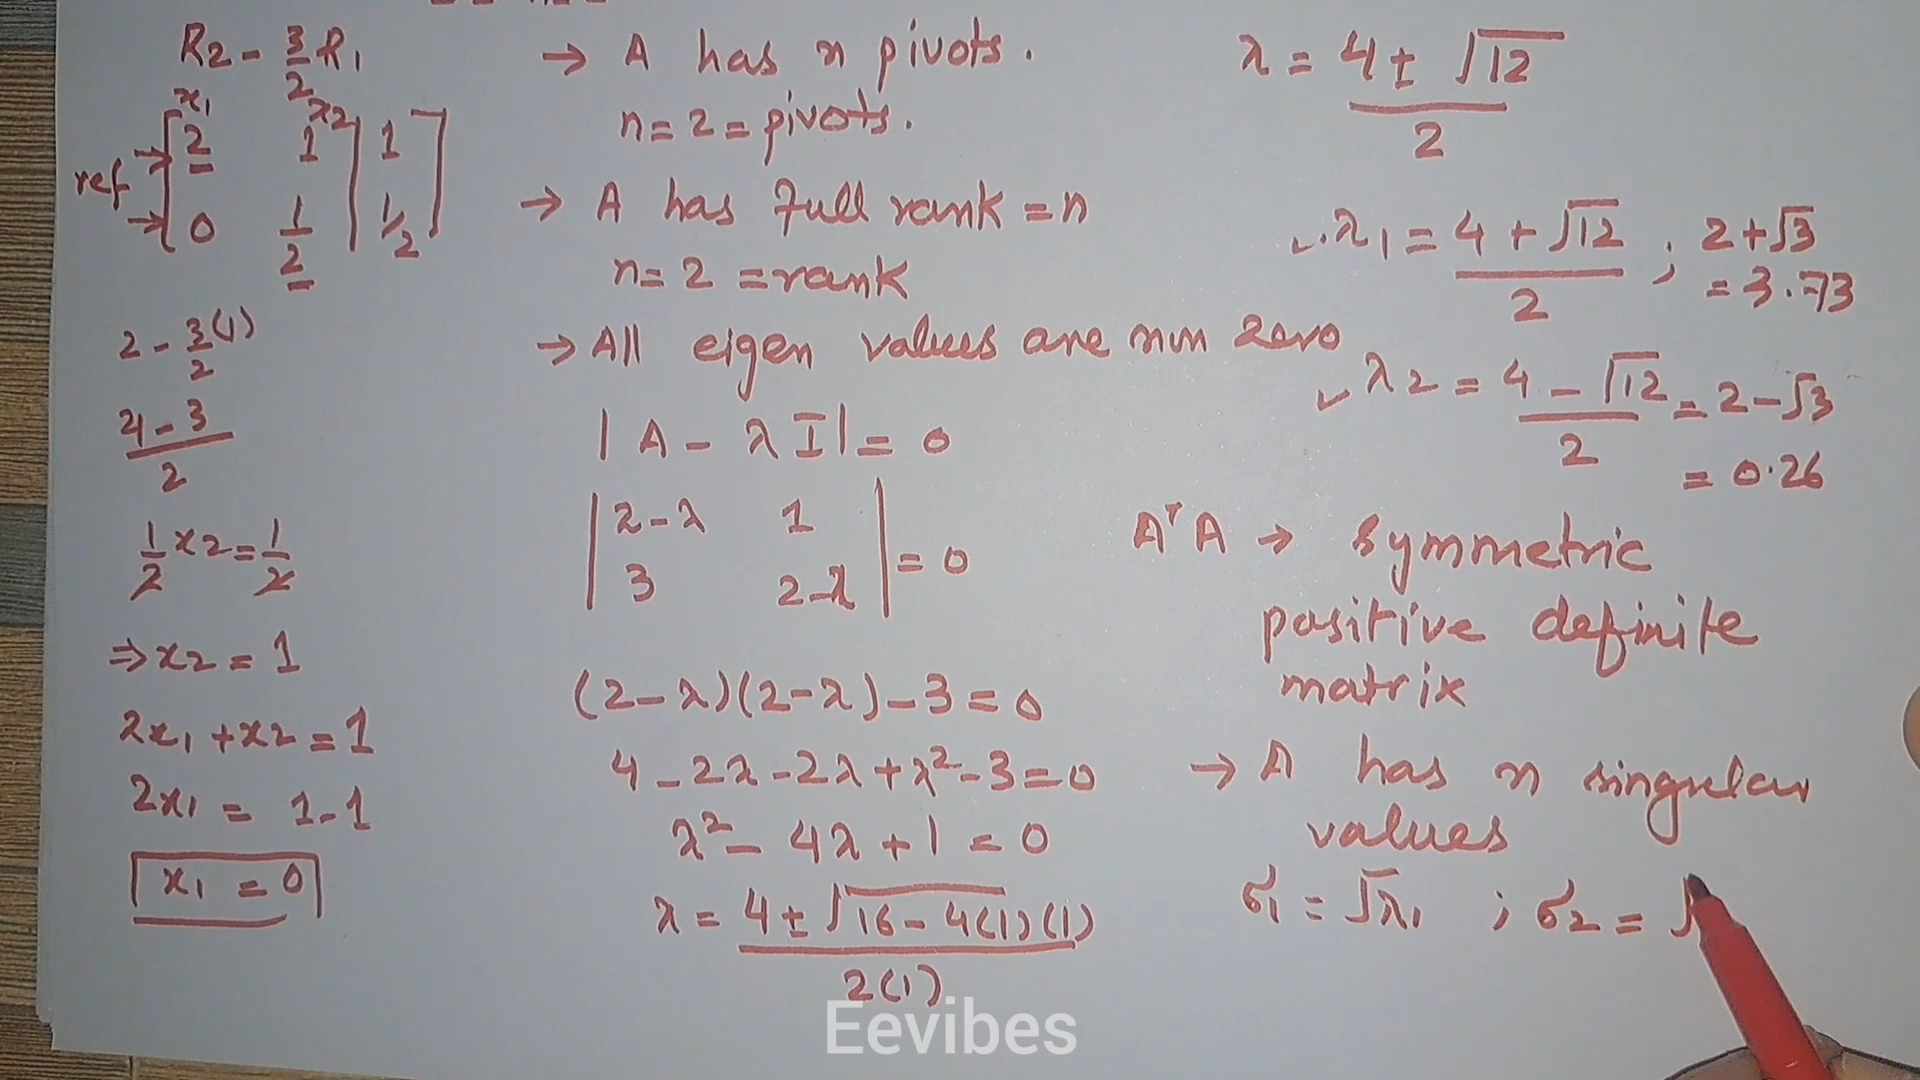 R2 - 3/2 R1
x1 x2
ref [ 2 1 | 1 ]
[ 0 1/2 | 1/2 ]
2 - 3/2 (1)
4 - 3
2
1/2 x2 = 1/2
⇒ x2 = 1
2x1 + x2 = 1
2x1 = 1 - 1
x1 = 0
→ A has n pivots.
n = 2 = pivots.
→ A has full rank = n
n = 2 = rank
→ All eigen values are non zero
| A - λI | = 0
| 2-λ 1 |
| 3 2-λ | = 0
(2-λ)(2-λ) - 3 = 0
4 - 2λ - 2λ + λ² - 3 = 0
λ² - 4λ + 1 = 0
λ = 4 ± √16 - 4(1)(1)
2(1)
λ = 4 ± √12
2
✓. λ1 = 4 + √12 ; 2 + √3
2 = 3.73
✓ λ2 = 4 - √12 = 2 - √3
2 = 0.26
AᵀA → symmetric
positive definite
matrix
→ A has n singular
values
σ1 = √λ1 ; σ2 = √
Eevibes